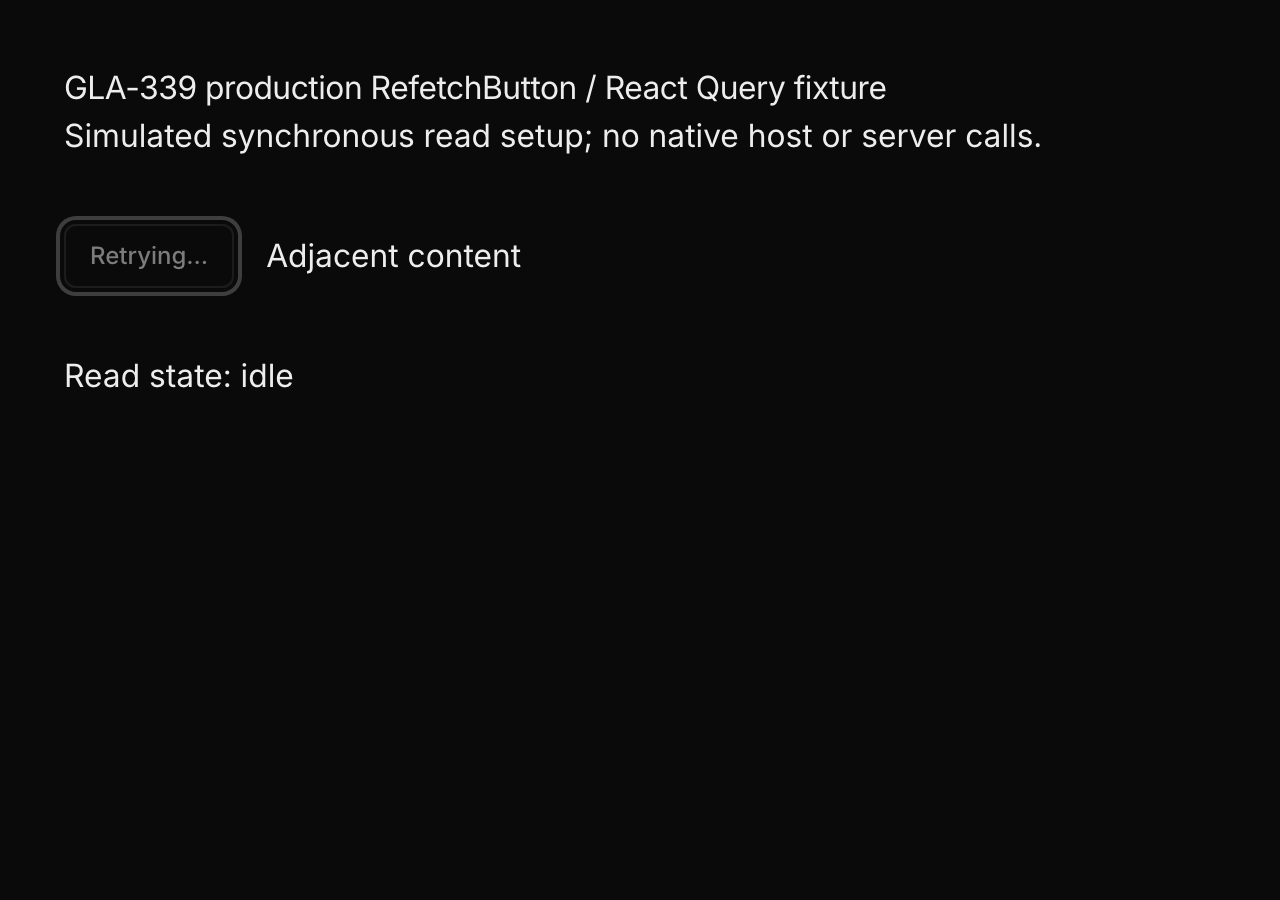 GLA-339 production RefetchButton / React Query fixture
Simulated synchronous read setup; no native host or server calls.
Retrying... Adjacent content
Read state: idle